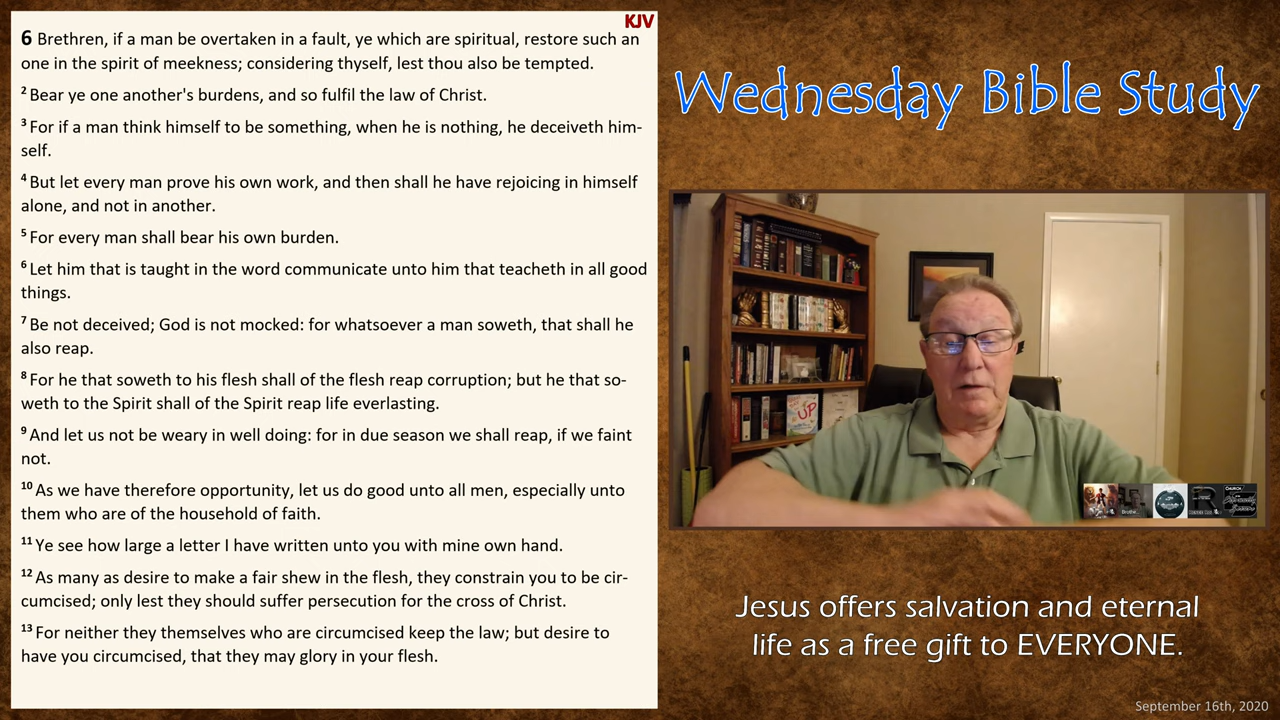 KJV
6 Brethren, if a man be overtaken in a fault, ye which are spiritual, restore such an
one in the spirit of meekness; considering thyself, lest thou also be tempted.
2 Bear ye one another's burdens, and so fulfil the law of Christ.
3 For if a man think himself to be something, when he is nothing, he deceiveth him-
self.
4 But let every man prove his own work, and then shall he have rejoicing in himself
alone, and not in another.
5 For every man shall bear his own burden.
6 Let him that is taught in the word communicate unto him that teacheth in all good
things.
7 Be not deceived; God is not mocked: for whatsoever a man soweth, that shall he
also reap.
8 For he that soweth to his flesh shall of the flesh reap corruption; but he that so-
weth to the Spirit shall of the Spirit reap life everlasting.
9 And let us not be weary in well doing: for in due season we shall reap, if we faint
not.
10 As we have therefore opportunity, let us do good unto all men, especially unto
them who are of the household of faith.
11 Ye see how large a letter I have written unto you with mine own hand.
12 As many as desire to make a fair shew in the flesh, they constrain you to be cir-
cumcised; only lest they should suffer persecution for the cross of Christ.
13 For neither they themselves who are circumcised keep the law; but desire to
have you circumcised, that they may glory in your flesh.
Wednesday Bible Study
UP
CHURCH
Jesus offers salvation and eternal
life as a free gift to EVERYONE.
September 16th, 2020